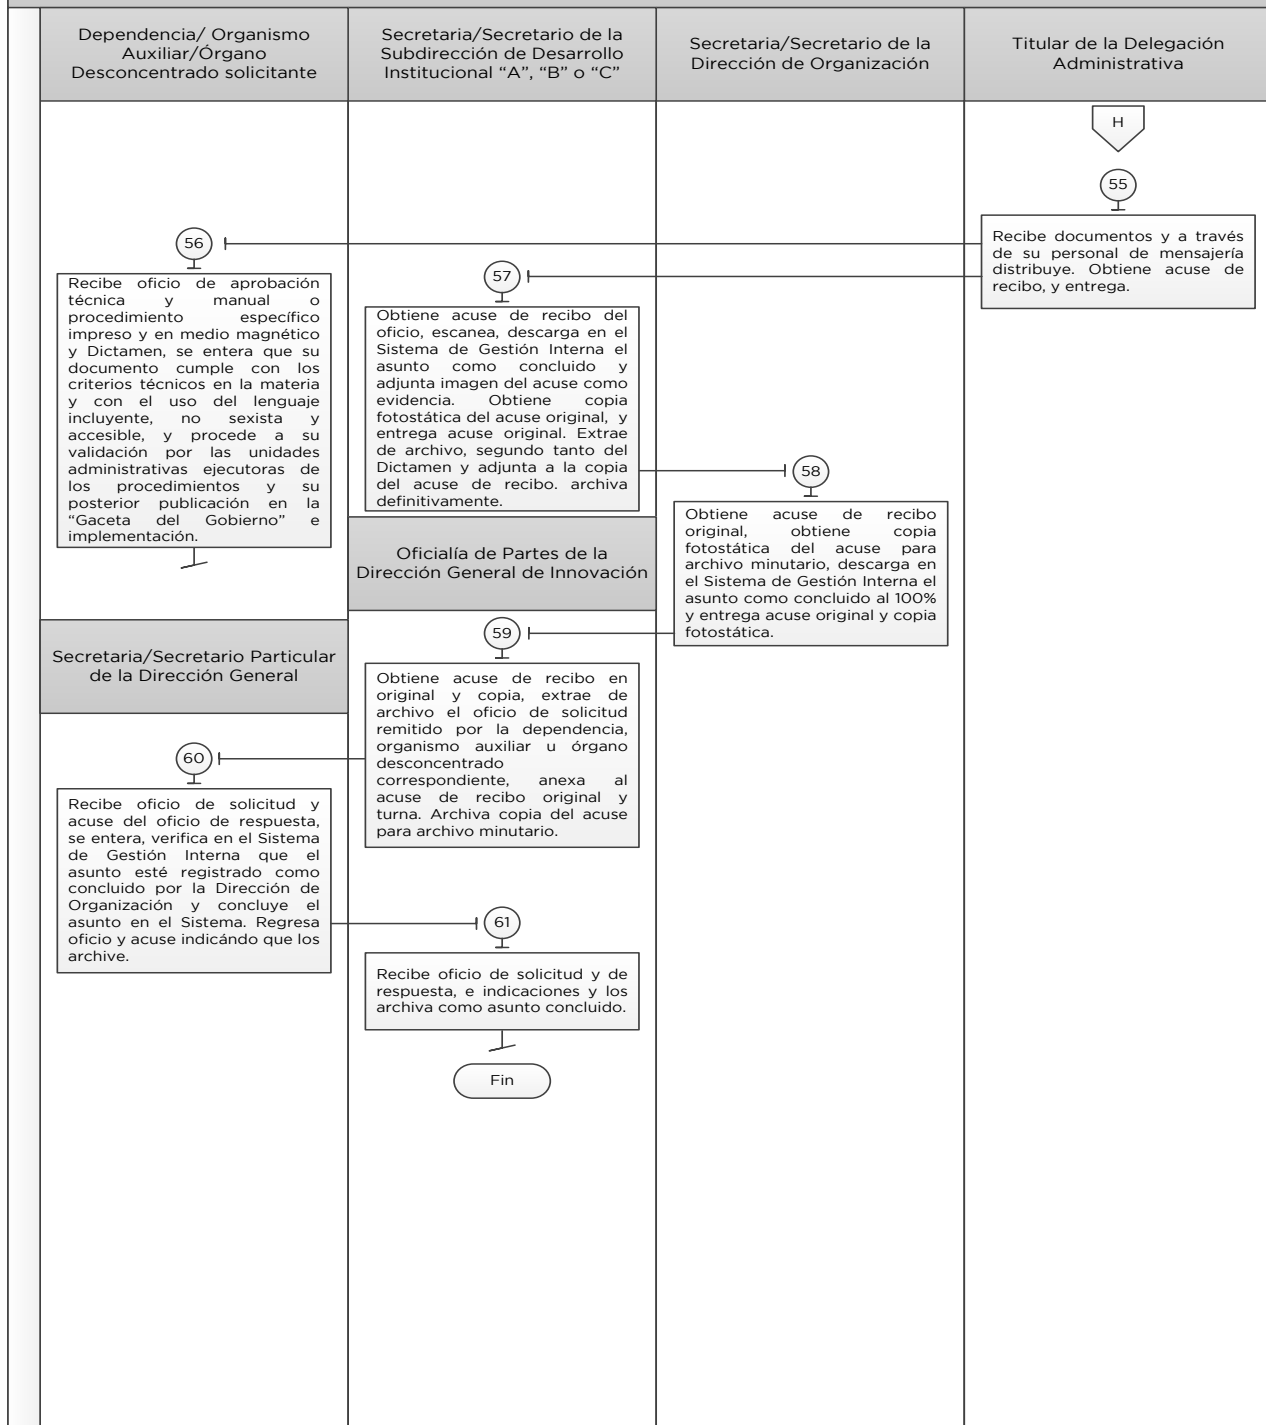 Dependencia/ Organismo
Auxiliar/Órgano
Desconcentrado solicitante
Secretaria/Secretario de la
Subdirección de Desarrollo
Institucional “A”, “B” o “C”
Secretaria/Secretario de la
Dirección de Organización
Titular de la Delegación
Administrativa
H
55
Recibe documentos y a través
de su personal de mensajería
distribuye. Obtiene acuse de
recibo, y entrega.
56
Recibe oficio de aprobación
técnica y manual o
procedimiento específico
impreso y en medio magnético
y Dictamen, se entera que su
documento cumple con los
criterios técnicos en la materia
y con el uso del lenguaje
incluyente, no sexista y
accesible, y procede a su
validación por las unidades
administrativas ejecutoras de
los procedimientos y su
posterior publicación en la
“Gaceta del Gobierno” e
implementación.
57
Obtiene acuse de recibo del
oficio, escanea, descarga en el
Sistema de Gestión Interna el
asunto como concluido y
adjunta imagen del acuse como
evidencia. Obtiene copia
fotostática del acuse original, y
entrega acuse original. Extrae
de archivo, segundo tanto del
Dictamen y adjunta a la copia
del acuse de recibo. archiva
definitivamente.
58
Obtiene acuse de recibo
original, obtiene copia
fotostática del acuse para
archivo minutario, descarga en
el Sistema de Gestión Interna el
asunto como concluido al 100%
y entrega acuse original y copia
fotostática.
Oficialía de Partes de la
Dirección General de Innovación
59
Obtiene acuse de recibo en
original y copia, extrae de
archivo el oficio de solicitud
remitido por la dependencia,
organismo auxiliar u órgano
desconcentrado
correspondiente, anexa al
acuse de recibo original y
turna. Archiva copia del acuse
para archivo minutario.
Secretaria/Secretario Particular
de la Dirección General
60
Recibe oficio de solicitud y
acuse del oficio de respuesta,
se entera, verifica en el Sistema
de Gestión Interna que el
asunto esté registrado como
concluido por la Dirección de
Organización y concluye el
asunto en el Sistema. Regresa
oficio y acuse indicándo que los
archive.
61
Recibe oficio de solicitud y de
respuesta, e indicaciones y los
archiva como asunto concluido.
Fin